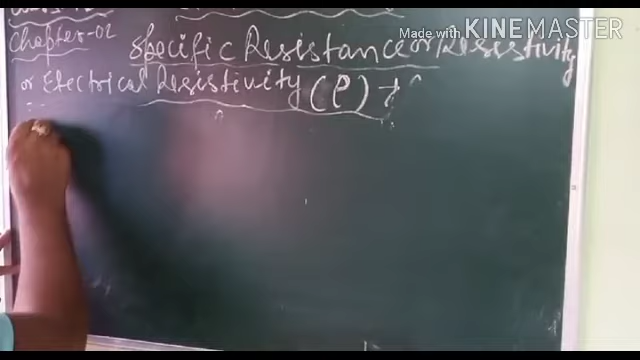 Made with KINEMASTER
Chapter-02 Specific Resistance or Resistivity
or Electrical Resistivity (ρ)